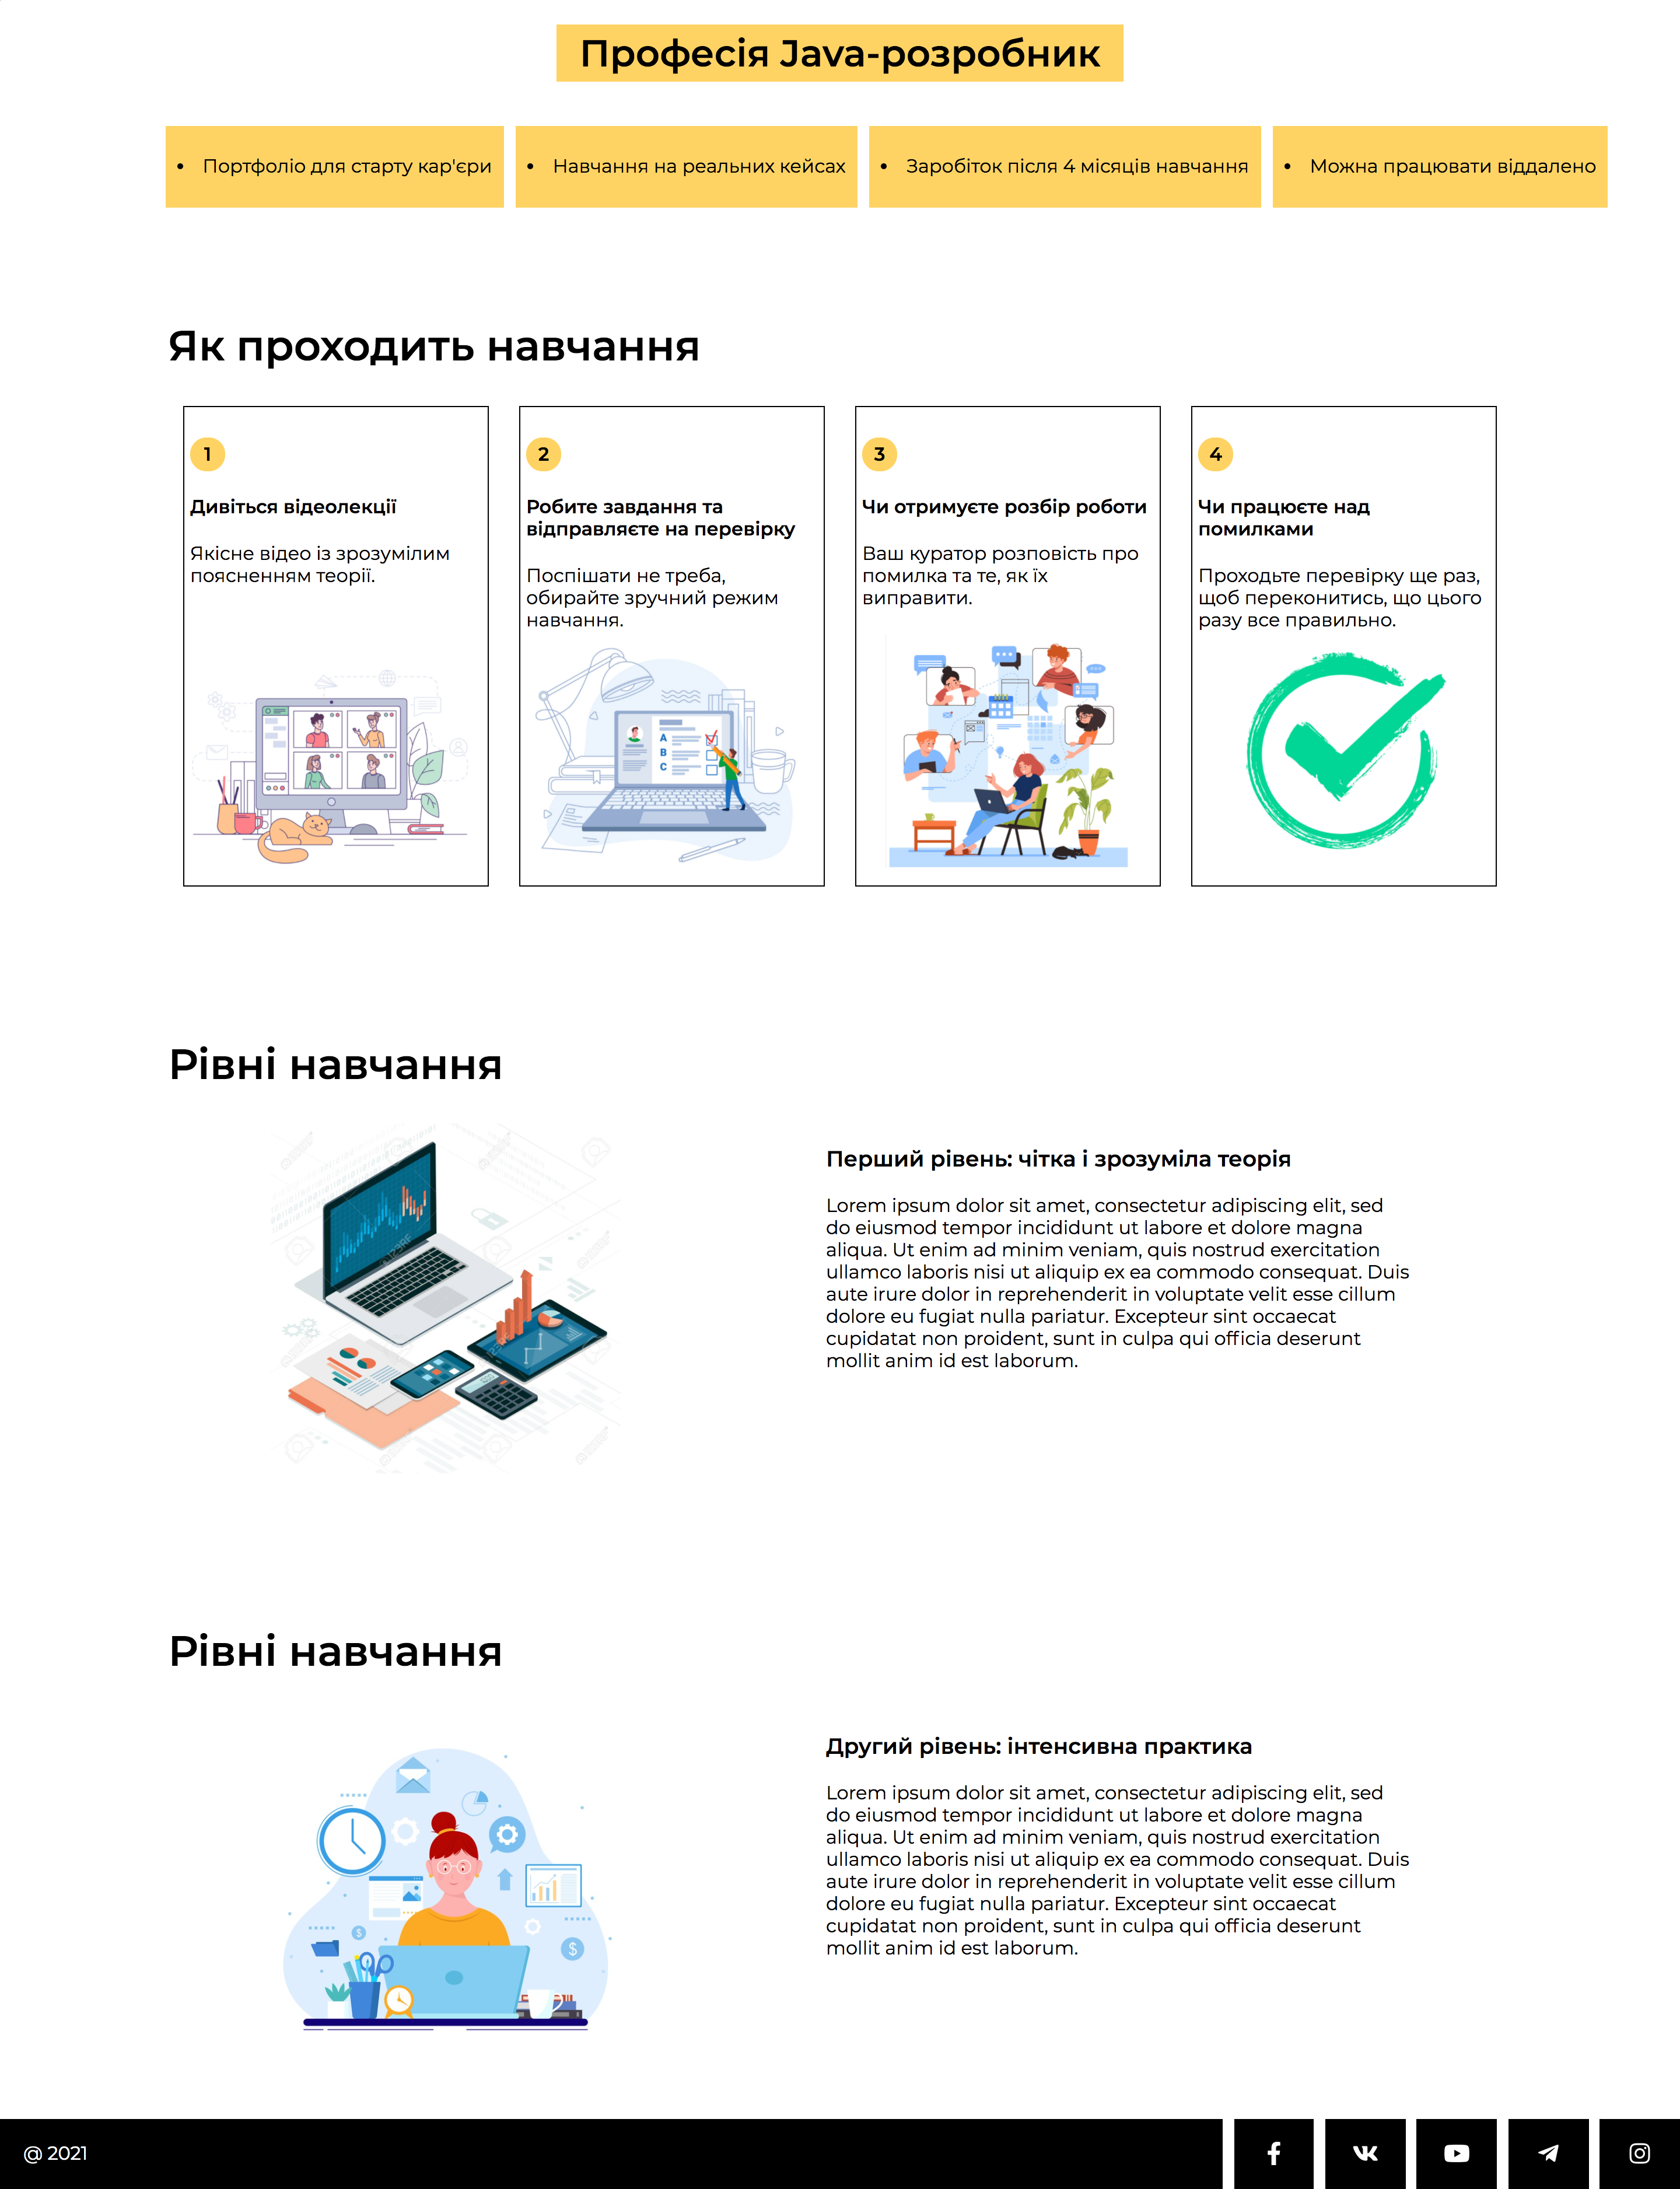 Професія Java-розробник
• Портфоліо для старту кар'єри
• Навчання на реальних кейсах
• Заробіток після 4 місяців навчання
• Можна працювати віддалено
Як проходить навчання
1
Дивіться відеолекції
Якісне відео із зрозумілим
поясненням теорії.
2
Робите завдання та
відправляєте на перевірку
Поспішати не треба,
обирайте зручний режим
навчання.
A
B
C
3
Чи отримуєте розбір роботи
Ваш куратор розповість про
помилка та те, як їх
виправити.
4
Чи працюєте над
помилками
Проходьте перевірку ще раз,
щоб переконитись, що цього
разу все правильно.
Рівні навчання
Перший рівень: чітка і зрозуміла теорія
Lorem ipsum dolor sit amet, consectetur adipiscing elit, sed
do eiusmod tempor incididunt ut labore et dolore magna
aliqua. Ut enim ad minim veniam, quis nostrud exercitation
ullamco laboris nisi ut aliquip ex ea commodo consequat. Duis
aute irure dolor in reprehenderit in voluptate velit esse cillum
dolore eu fugiat nulla pariatur. Excepteur sint occaecat
cupidatat non proident, sunt in culpa qui officia deserunt
mollit anim id est laborum.
Рівні навчання
Другий рівень: інтенсивна практика
Lorem ipsum dolor sit amet, consectetur adipiscing elit, sed
do eiusmod tempor incididunt ut labore et dolore magna
aliqua. Ut enim ad minim veniam, quis nostrud exercitation
ullamco laboris nisi ut aliquip ex ea commodo consequat. Duis
aute irure dolor in reprehenderit in voluptate velit esse cillum
dolore eu fugiat nulla pariatur. Excepteur sint occaecat
cupidatat non proident, sunt in culpa qui officia deserunt
mollit anim id est laborum.
@ 2021